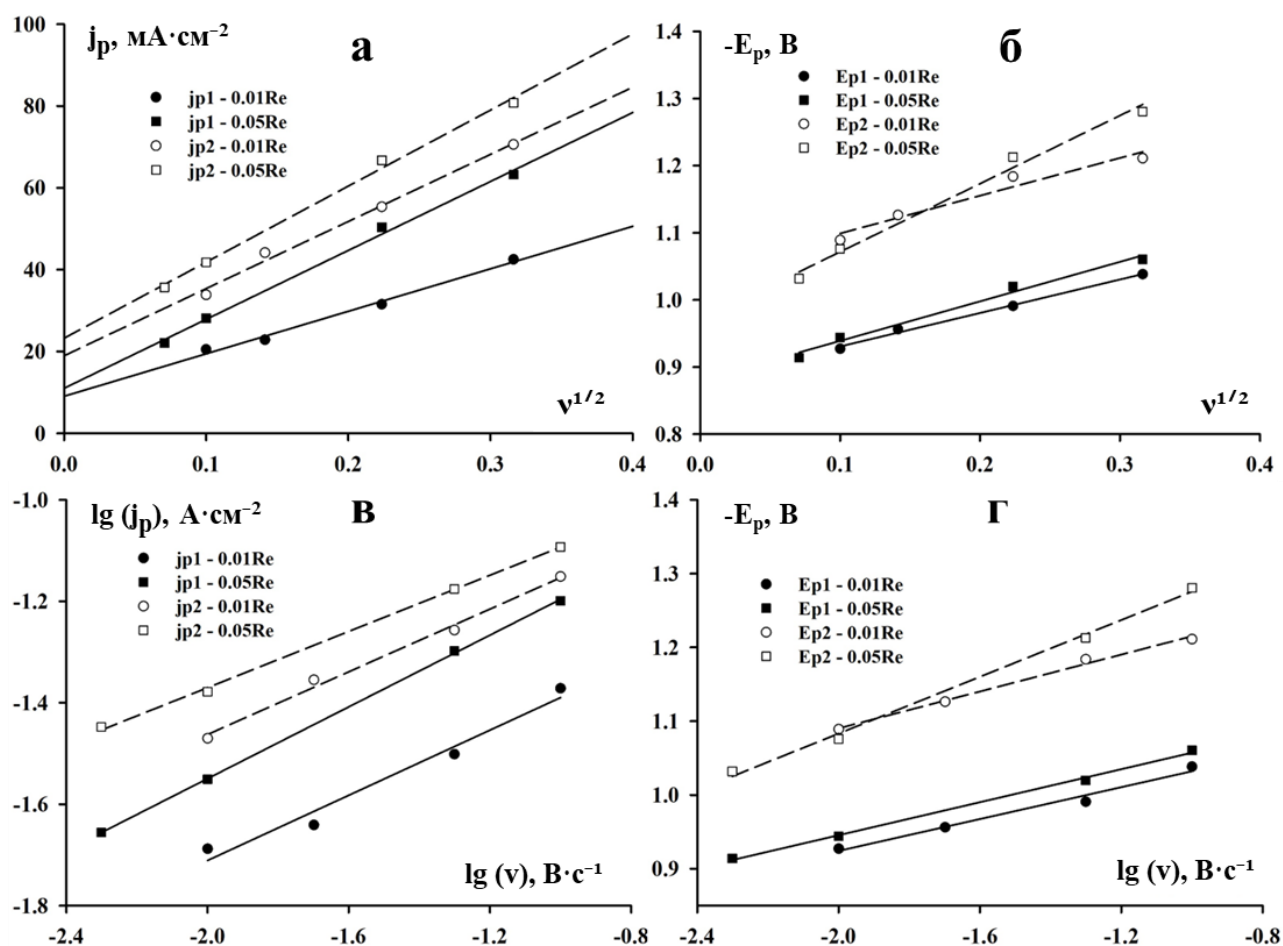 100
80
60
40
20
0
0.0 0.1 0.2 0.3 0.4
jp, мА·см⁻²
а
jp1 - 0.01Re
jp1 - 0.05Re
jp2 - 0.01Re
jp2 - 0.05Re
ν¹/²
1.4
1.3
1.2
1.1
1.0
0.9
0.8
0.0 0.1 0.2 0.3 0.4
-Ep, В
б
Ep1 - 0.01Re
Ep1 - 0.05Re
Ep2 - 0.01Re
Ep2 - 0.05Re
ν¹/²
-1.0
-1.2
-1.4
-1.6
-1.8
-2.4 -2.0 -1.6 -1.2 -0.8
lg (jp), А·см⁻²
в
jp1 - 0.01Re
jp1 - 0.05Re
jp2 - 0.01Re
jp2 - 0.05Re
lg (v), В·с⁻¹
1.4
1.3
1.2
1.1
1.0
0.9
-2.4 -2.0 -1.6 -1.2 -0.8
-Ep, В
г
Ep1 - 0.01Re
Ep1 - 0.05Re
Ep2 - 0.01Re
Ep2 - 0.05Re
lg (v), В·с⁻¹